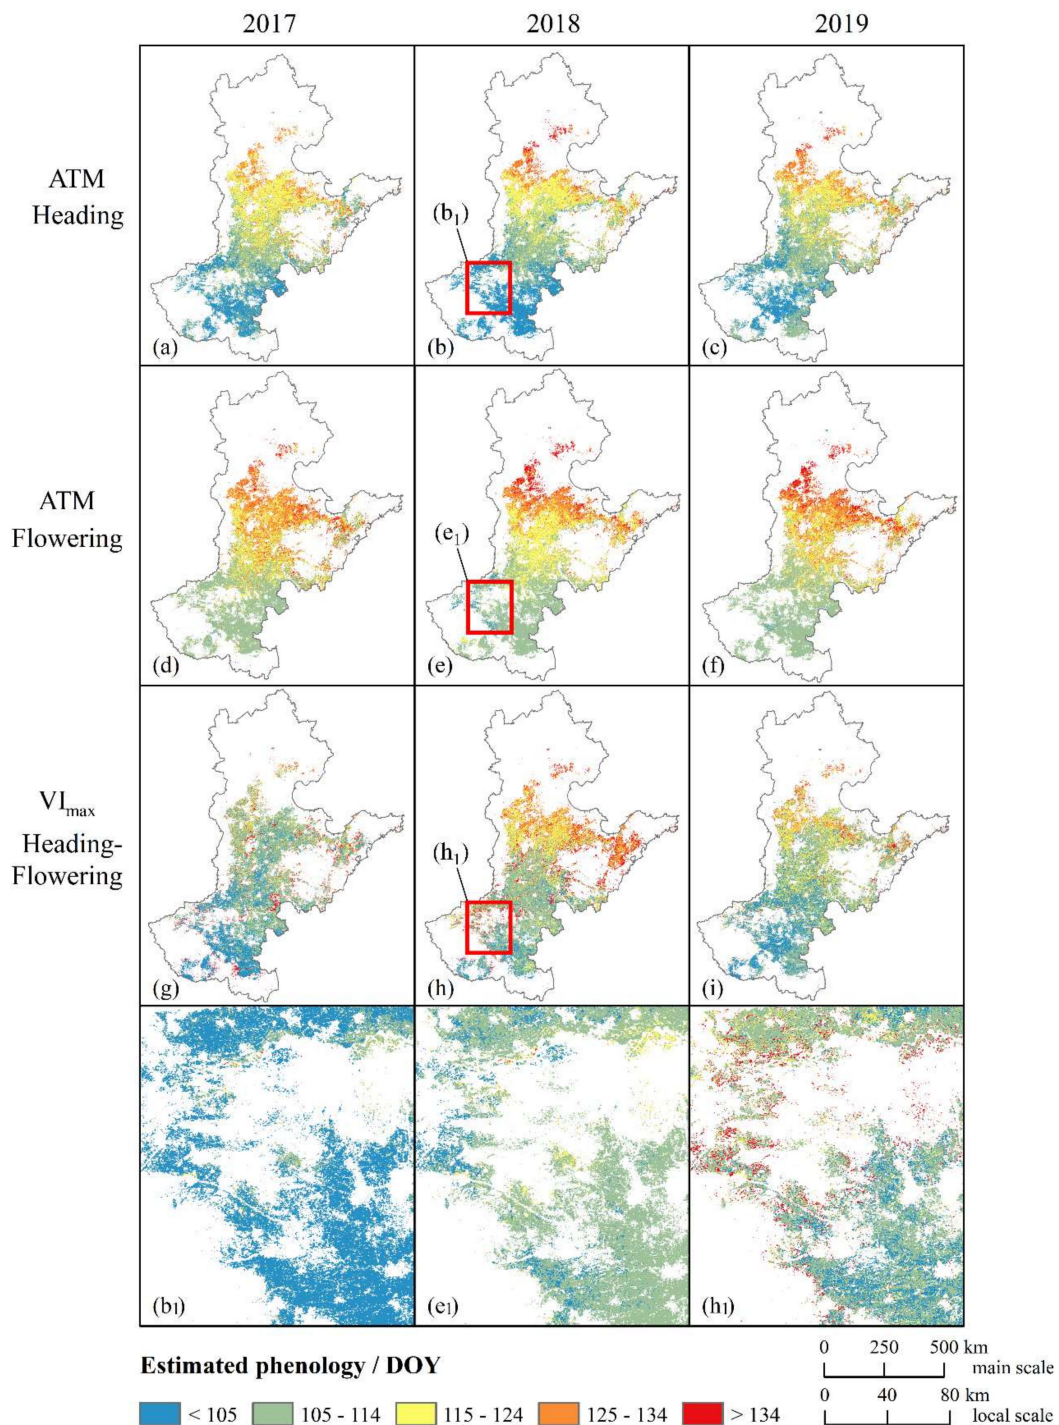 2017 2018 2019
ATM
Heading
(b₁)
(a) (b) (c)
ATM
Flowering
(e₁)
(d) (e) (f)
VIₘₐₓ
Heading-
Flowering
(h₁)
(g) (h) (i)
(b₁) (e₁) (h₁)
Estimated phenology / DOY
0 250 500 km
main scale
0 40 80 km
local scale
< 105 105 - 114 115 - 124 125 - 134 > 134